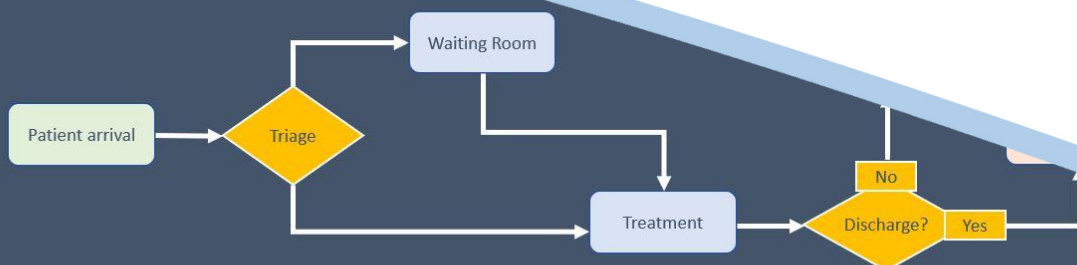 Waiting Room
Patient arrival
Triage
No
Treatment
Discharge?
Yes